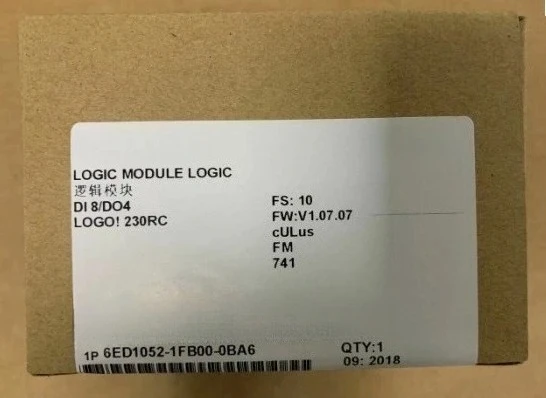 LOGIC MODULE LOGIC
逻辑模块
DI 8/DO4
LOGO! 230RC
FS: 10
FW:V1.07.07
cULus
FM
741
1P 6ED1052-1FB00-0BA6
QTY:1
09: 2018